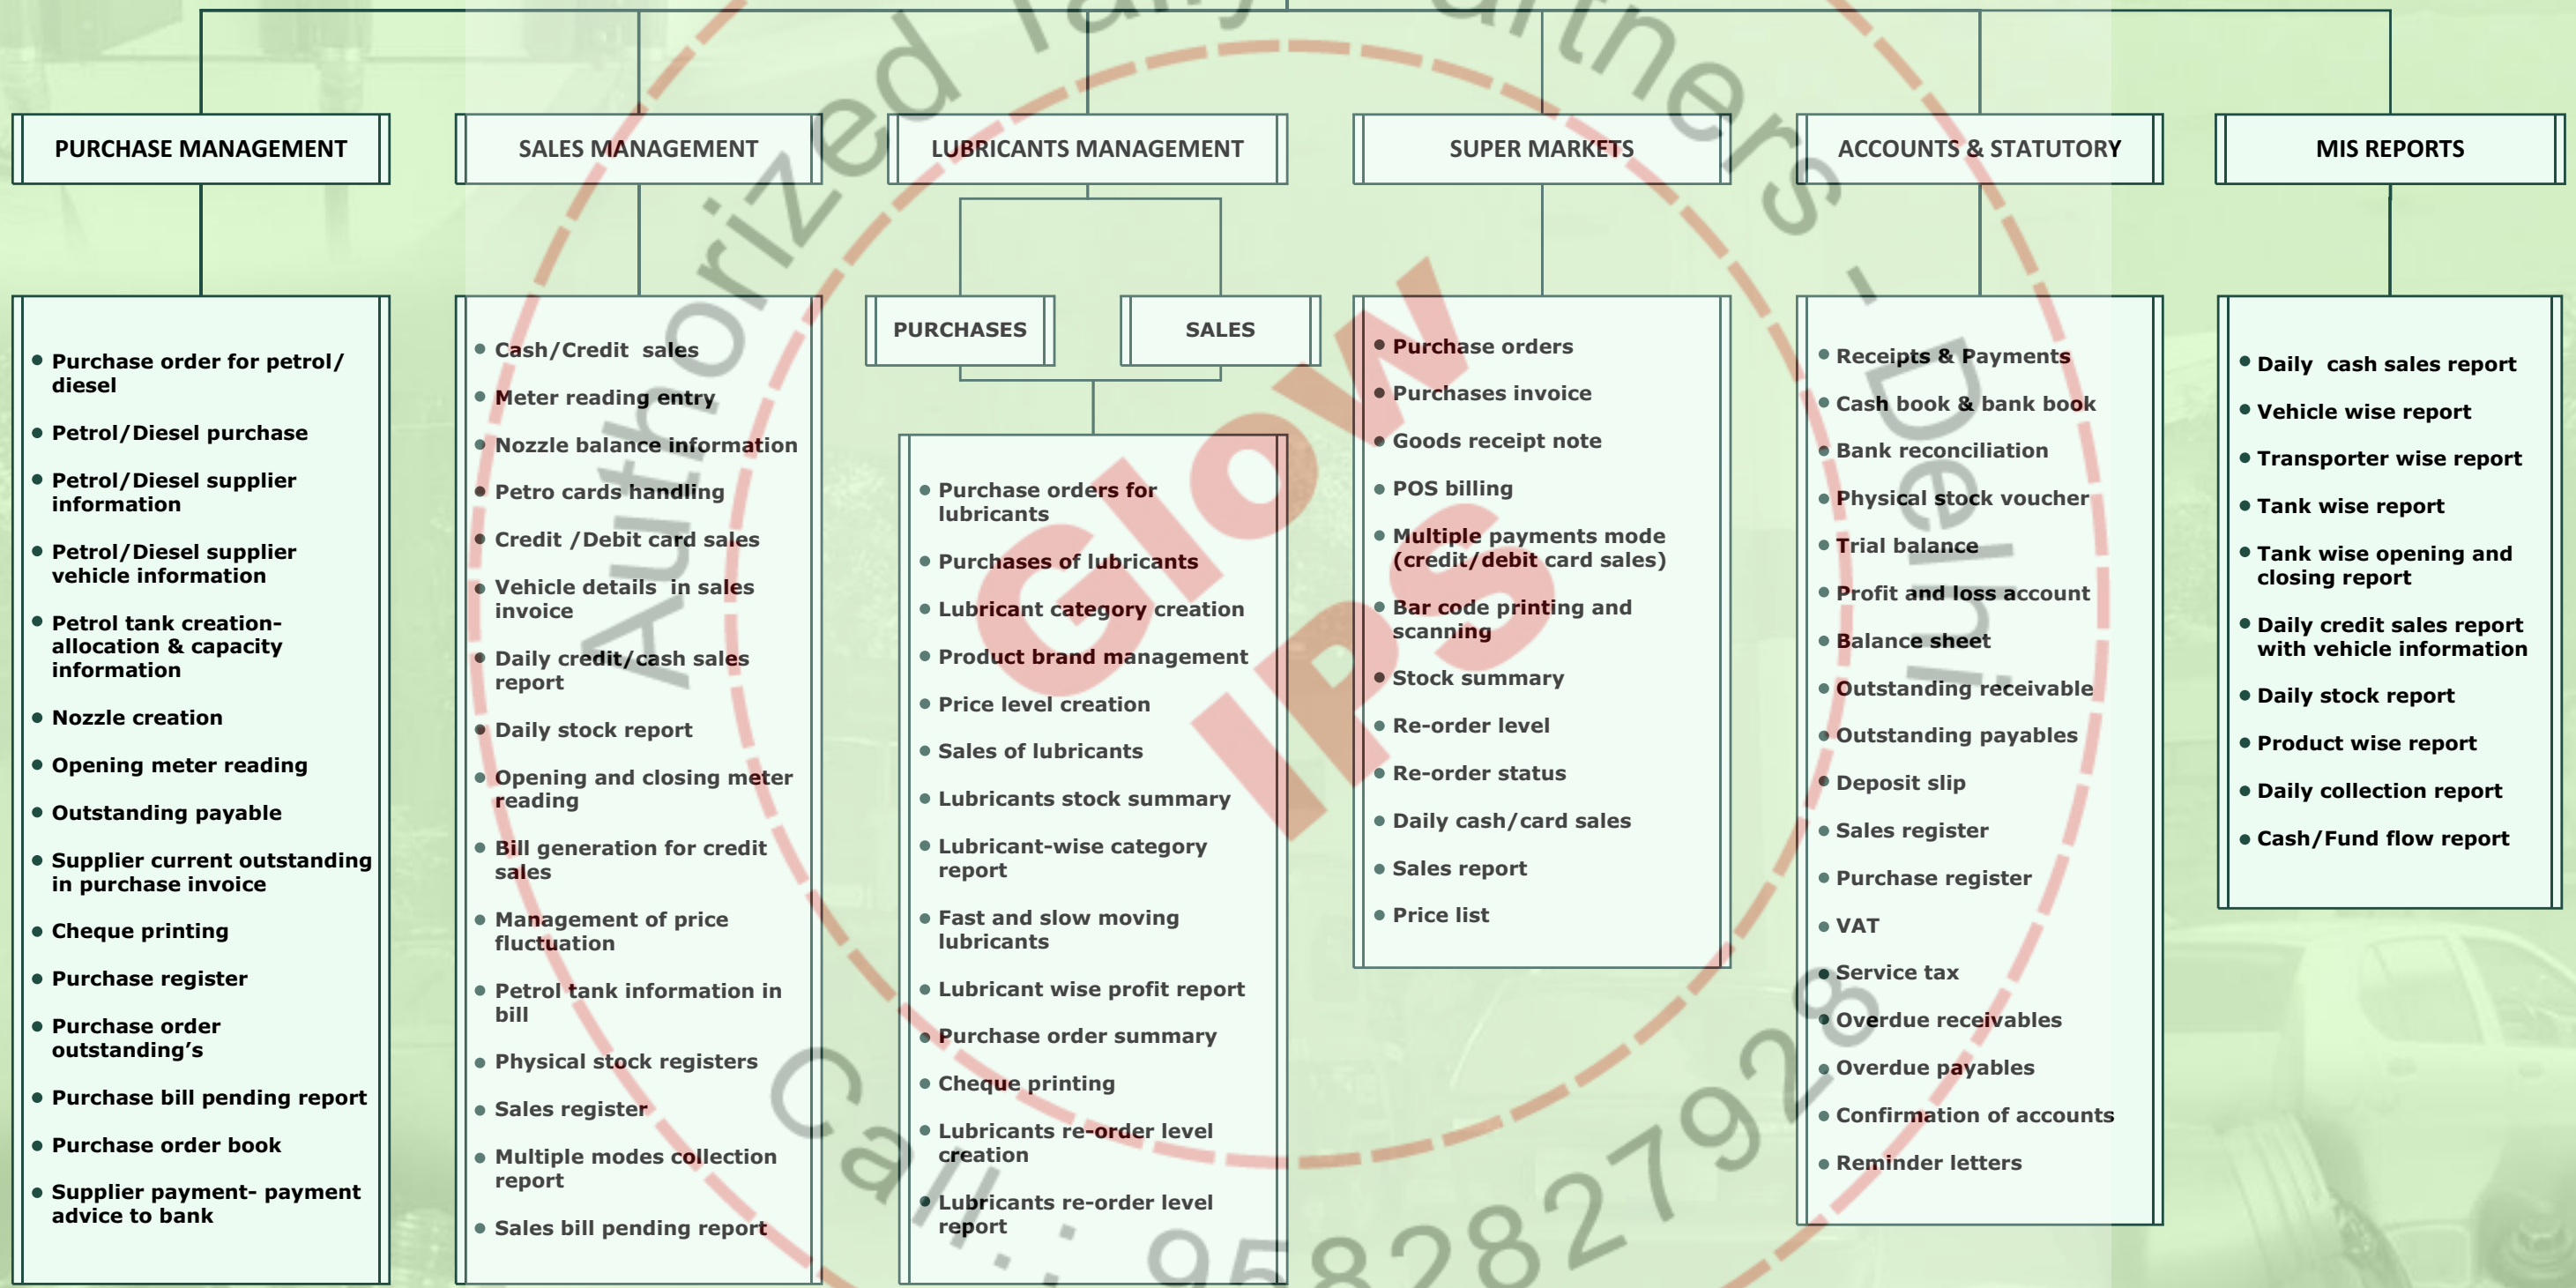 PURCHASE MANAGEMENT
Purchase order for petrol/
diesel
Petrol/Diesel purchase
Petrol/Diesel supplier
information
Petrol/Diesel supplier
vehicle information
Petrol tank creation-
allocation & capacity
information
Nozzle creation
Opening meter reading
Outstanding payable
Supplier current outstanding
in purchase invoice
Cheque printing
Purchase register
Purchase order
outstanding’s
Purchase bill pending report
Purchase order book
Supplier payment- payment
advice to bank
SALES MANAGEMENT
Cash/Credit  sales
Meter reading entry
Nozzle balance information
Petro cards handling
Credit /Debit card sales
Vehicle details  in sales
invoice
Daily credit/cash sales
report
Daily stock report
Opening and closing meter
reading
Bill generation for credit
sales
Management of price
fluctuation
Petrol tank information in
bill
Physical stock registers
Sales register
Multiple modes collection
report
Sales bill pending report
LUBRICANTS MANAGEMENT
PURCHASES
SALES
Purchase orders for
lubricants
Purchases of lubricants
Lubricant category creation
Product brand management
Price level creation
Sales of lubricants
Lubricants stock summary
Lubricant-wise category
report
Fast and slow moving
lubricants
Lubricant wise profit report
Purchase order summary
Cheque printing
Lubricants re-order level
creation
Lubricants re-order level
report
SUPER MARKETS
Purchase orders
Purchases invoice
Goods receipt note
POS billing
Multiple payments mode
(credit/debit card sales)
Bar code printing and
scanning
Stock summary
Re-order level
Re-order status
Daily cash/card sales
Sales report
Price list
ACCOUNTS & STATUTORY
Receipts & Payments
Cash book & bank book
Bank reconciliation
Physical stock voucher
Trial balance
Profit and loss account
Balance sheet
Outstanding receivable
Outstanding payables
Deposit slip
Sales register
Purchase register
VAT
Service tax
Overdue receivables
Overdue payables
Confirmation of accounts
Reminder letters
MIS REPORTS
Daily  cash sales report
Vehicle wise report
Transporter wise report
Tank wise report
Tank wise opening and
closing report
Daily credit sales report
with vehicle information
Daily stock report
Product wise report
Daily collection report
Cash/Fund flow report
Authorized Tally Partners - Delhi
Glow
IPS
Call.: 9582827928